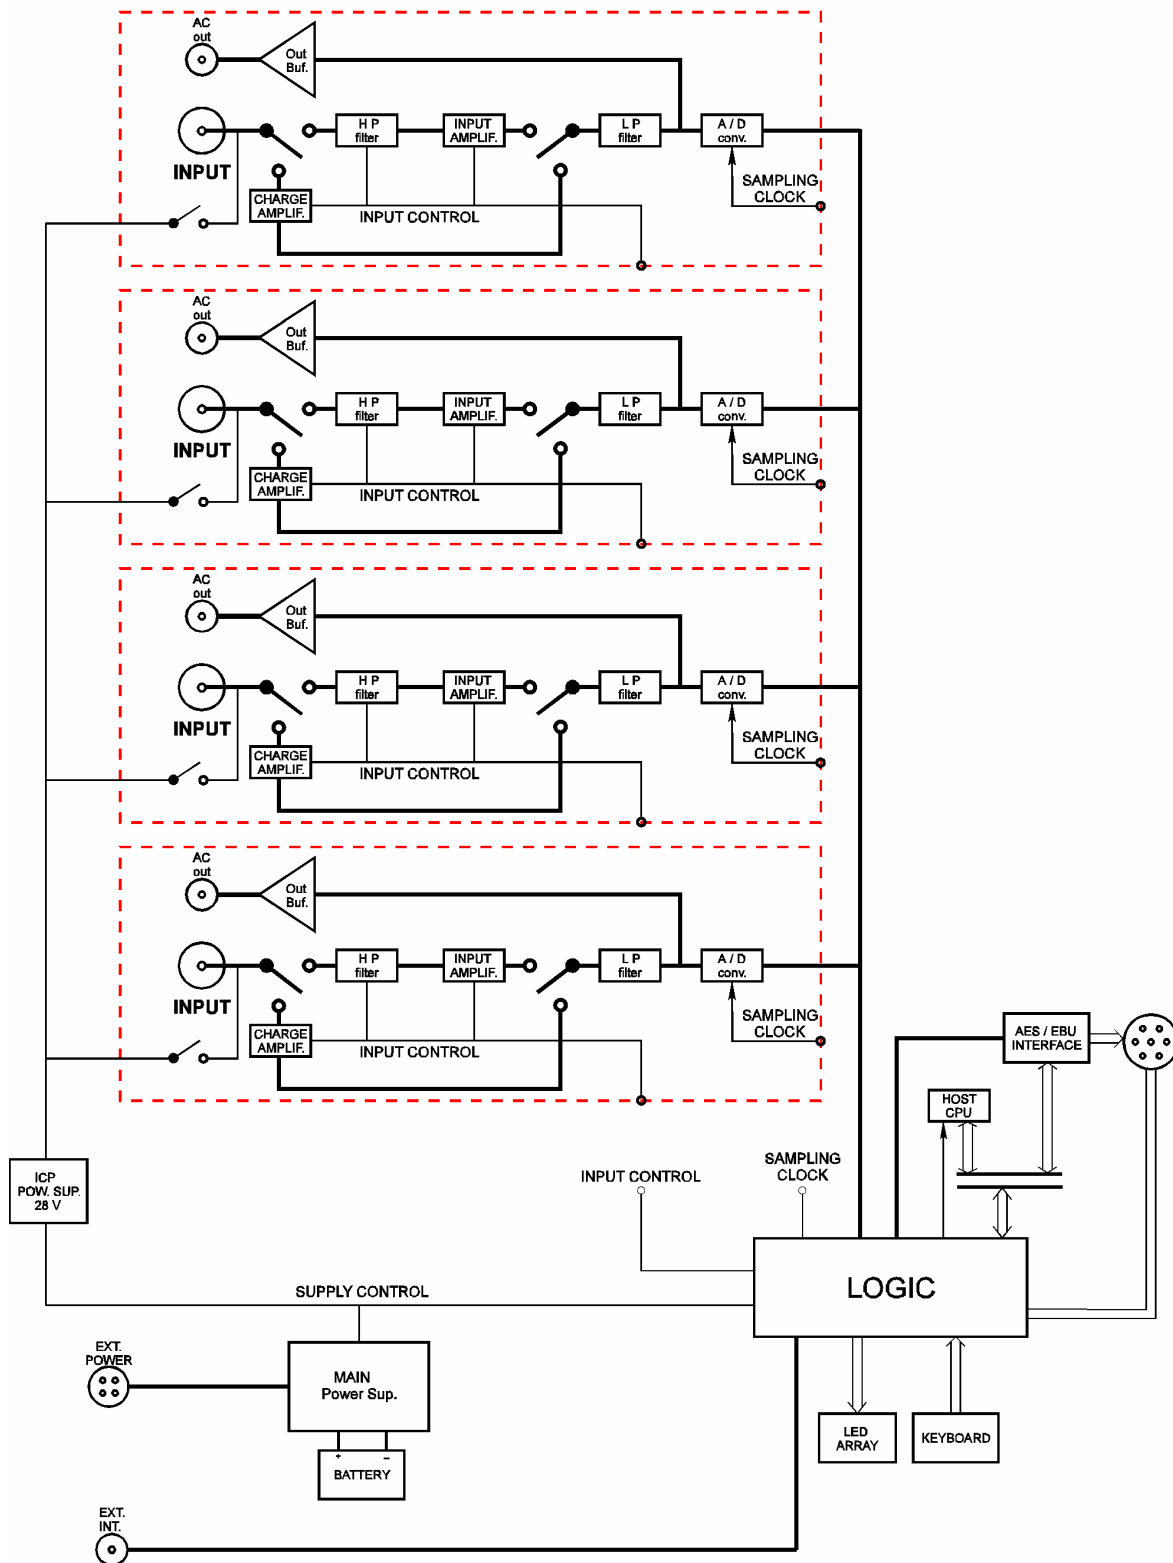 AC
out
Out
Buf.
H P
filter
INPUT
AMPLIF.
L P
filter
A / D
conv.
INPUT
CHARGE
AMPLIF.
INPUT CONTROL
SAMPLING
CLOCK
AC
out
Out
Buf.
H P
filter
INPUT
AMPLIF.
L P
filter
A / D
conv.
INPUT
CHARGE
AMPLIF.
INPUT CONTROL
SAMPLING
CLOCK
AC
out
Out
Buf.
H P
filter
INPUT
AMPLIF.
L P
filter
A / D
conv.
INPUT
CHARGE
AMPLIF.
INPUT CONTROL
SAMPLING
CLOCK
AC
out
Out
Buf.
H P
filter
INPUT
AMPLIF.
L P
filter
A / D
conv.
INPUT
CHARGE
AMPLIF.
INPUT CONTROL
SAMPLING
CLOCK
AES / EBU
INTERFACE
HOST
CPU
ICP
POW. SUP.
28 V
INPUT CONTROL
SAMPLING
CLOCK
LOGIC
SUPPLY CONTROL
EXT.
POWER
MAIN
Power Sup.
+ –
BATTERY
LED
ARRAY
KEYBOARD
EXT.
INT.